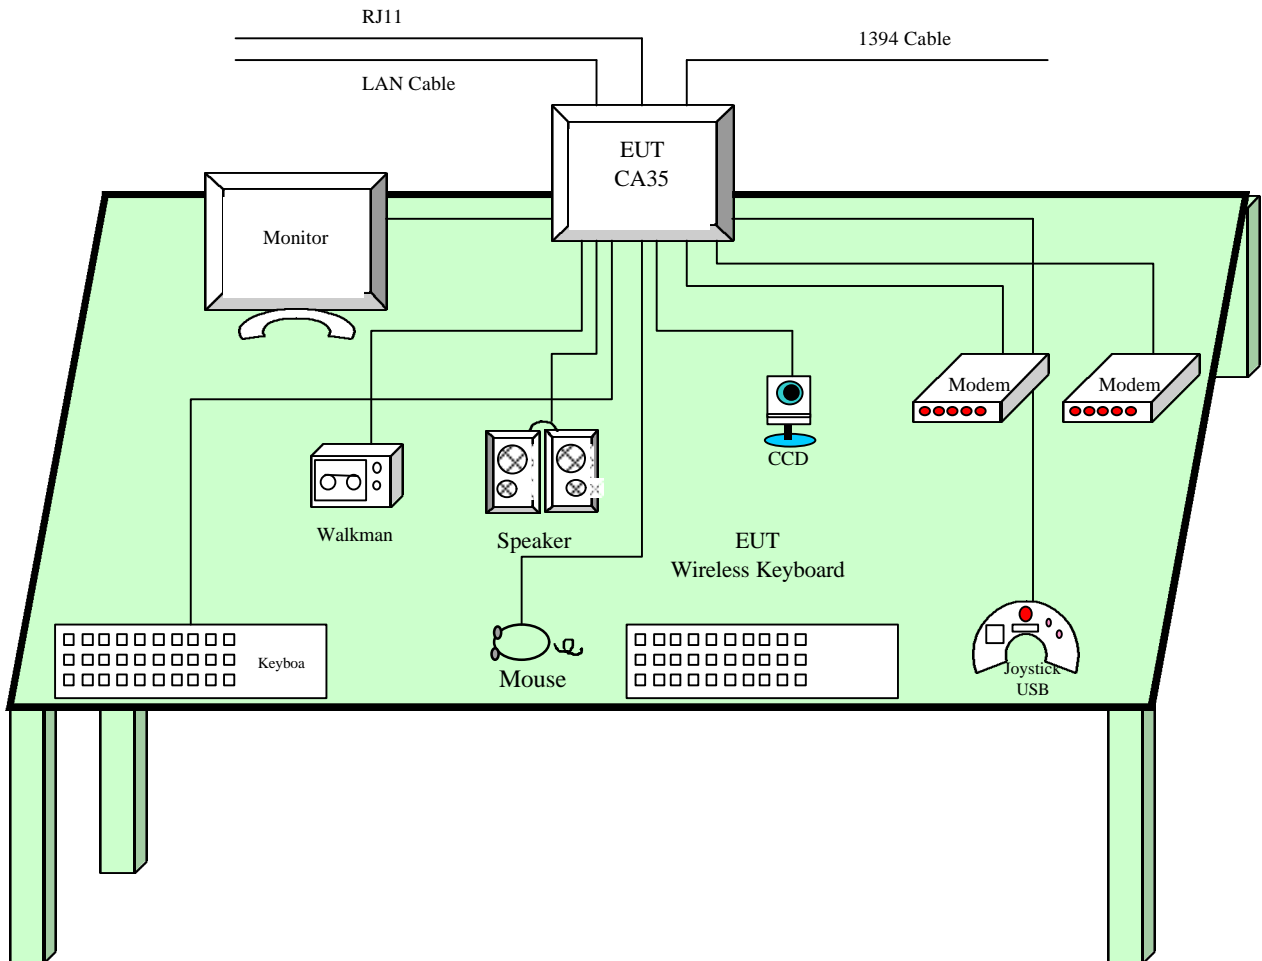 RJ11
1394 Cable
LAN Cable
EUT
CA35
Monitor
Modem
Modem
CCD
Walkman
Speaker
EUT
Wireless Keyboard
Keyboa
Mouse
Joystick
USB